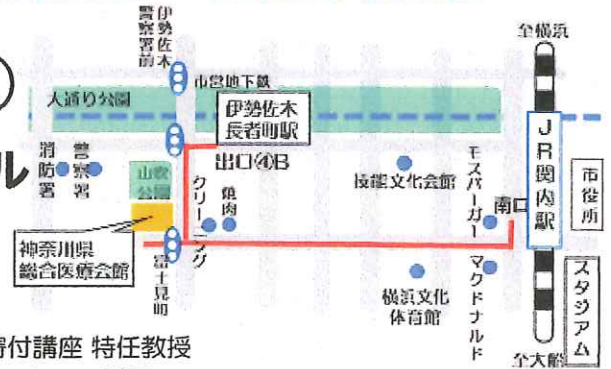 伊勢佐木
警察署前
至横浜
市営地下鉄
大通り公園
伊勢佐木
長者町駅
出口④B
ル
消防署
警察署
山吹
公園
クリーニング
焼肉
技能文化会館
モスバーガー
南口
JR関内駅
市役所
神奈川県
総合医療会館
富士見町
横浜文化
体育館
マクドナルド
スタジアム
至大船
寄付講座 特任教授